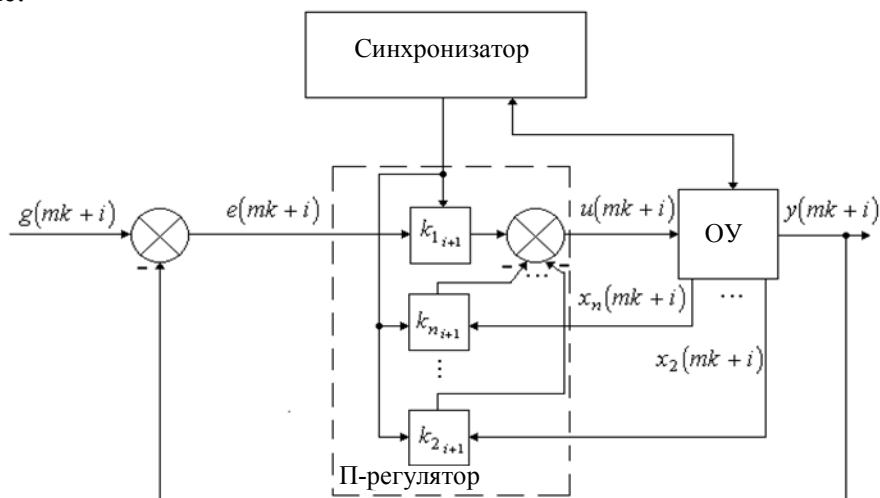 Синхронизатор
g(mk + i)
e(mk + i)
k₁ᵢ₊₁
u(mk + i)
ОУ
y(mk + i)
- ... -
-
kₙᵢ₊₁
xₙ(mk + i)
...
⋮
x₂(mk + i)
k₂ᵢ₊₁
П-регулятор